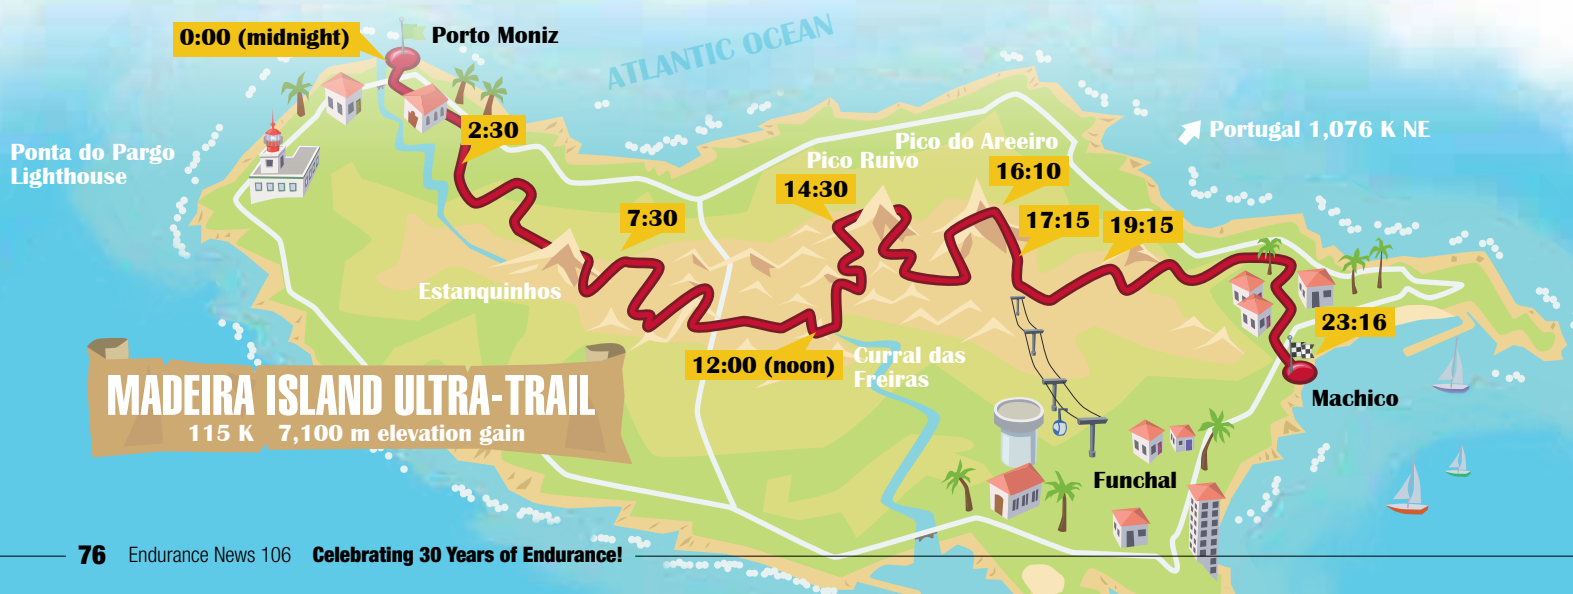 0:00 (midnight)
Porto Moniz
ATLANTIC OCEAN
2:30
Ponta do Pargo
Lighthouse
Portugal 1,076 K NE
Pico do Areeiro
Pico Ruivo
14:30
16:10
7:30
17:15
19:15
Estanquinhos
23:16
12:00 (noon)
Curral das
Freiras
Machico
MADEIRA ISLAND ULTRA-TRAIL
115 K 7,100 m elevation gain
Funchal
76 Endurance News 106 Celebrating 30 Years of Endurance!